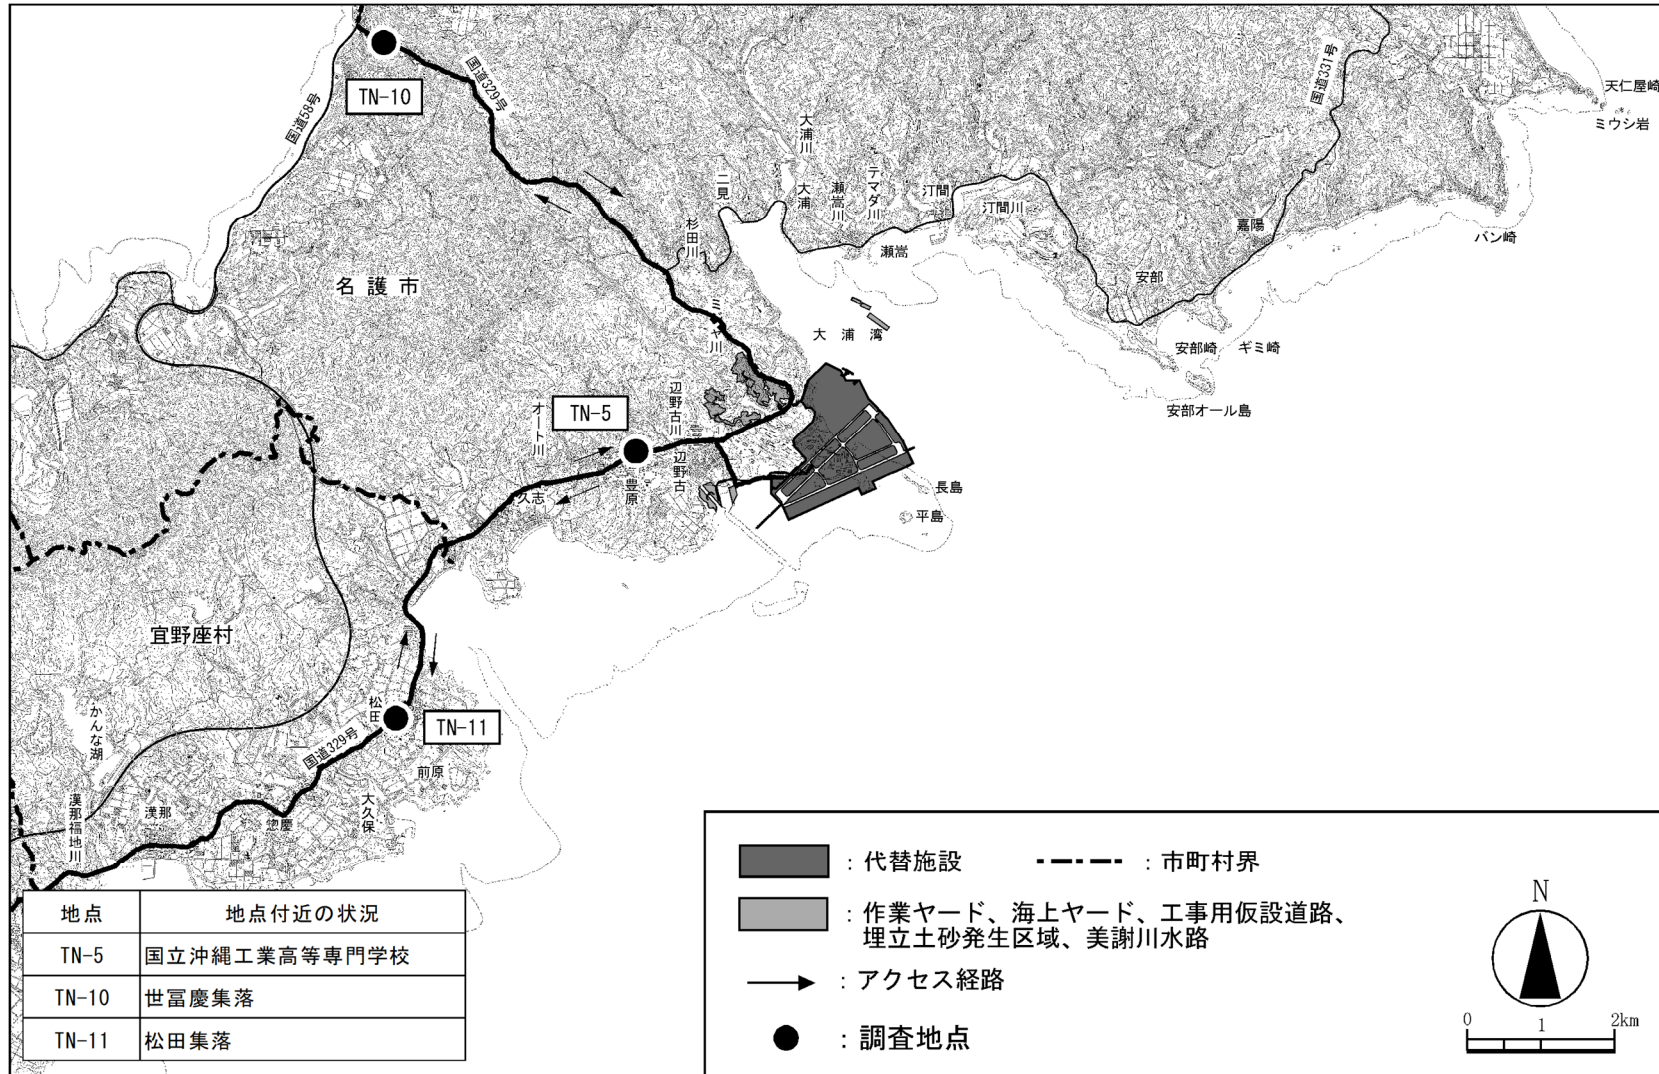 国道58号
TN-10
国道329号
国道331号
天仁屋崎
ミウシ岩
大浦川
二見
大浦
瀬嵩川
テマダ川
汀間
汀間川
杉田川
瀬嵩
嘉陽
バン崎
安部
名護市
ミヤ川
大浦湾
安部崎
ギミ崎
安部オール島
オートロ川
TN-5
辺野古川
辺野古
豊原
久志
長島
平島
宜野座村
かんな湖
松田
TN-11
国道329号
前原
大久保
漢那福地川
漢那
惣慶
地点 地点付近の状況
TN-5 国立沖縄工業高等専門学校
TN-10 世冨慶集落
TN-11 松田集落
：代替施設
：市町村界
：作業ヤード、海上ヤード、工事用仮設道路、
埋立土砂発生区域、美謝川水路
：アクセス経路
：調査地点
N
0 1 2km